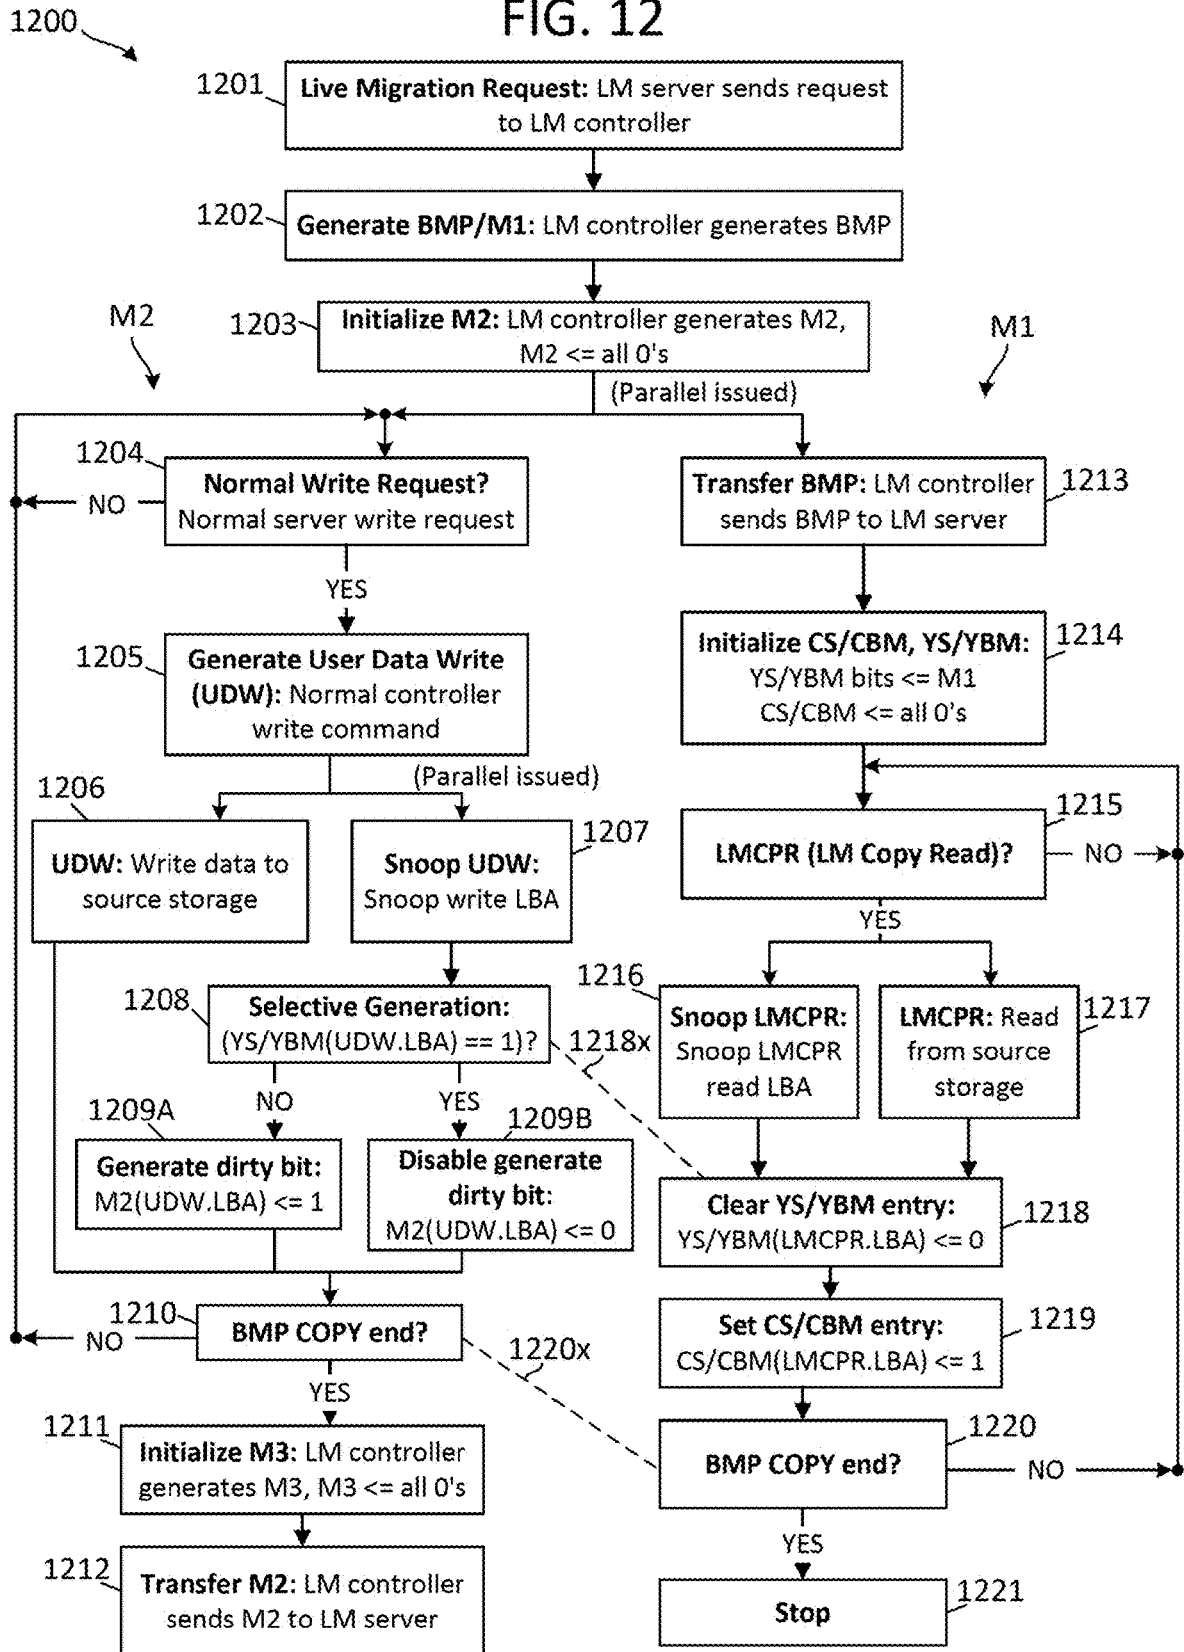 FIG. 12
1200
1201
Live Migration Request: LM server sends request
to LM controller
1202
Generate BMP/M1: LM controller generates BMP
1203
Initialize M2: LM controller generates M2,
M2 <= all 0's
M2
M1
(Parallel issued)
1204
Normal Write Request?
Normal server write request
NO
YES
1205
Generate User Data Write
(UDW): Normal controller
write command
(Parallel issued)
1206
UDW: Write data to
source storage
1207
Snoop UDW:
Snoop write LBA
1208
Selective Generation:
(YS/YBM(UDW.LBA) == 1)?
1218x
NO
YES
1209A
Generate dirty bit:
M2(UDW.LBA) <= 1
1209B
Disable generate
dirty bit:
M2(UDW.LBA) <= 0
1210
BMP COPY end?
NO
1220x
YES
1211
Initialize M3: LM controller
generates M3, M3 <= all 0's
1212
Transfer M2: LM controller
sends M2 to LM server
1213
Transfer BMP: LM controller
sends BMP to LM server
1214
Initialize CS/CBM, YS/YBM:
YS/YBM bits <= M1
CS/CBM <= all 0's
1215
LMCPR (LM Copy Read)?
NO
YES
1216
Snoop LMCPR:
Snoop LMCPR
read LBA
1217
LMCPR: Read
from source
storage
1218
Clear YS/YBM entry:
YS/YBM(LMCPR.LBA) <= 0
1219
Set CS/CBM entry:
CS/CBM(LMCPR.LBA) <= 1
1220
BMP COPY end?
NO
YES
1221
Stop